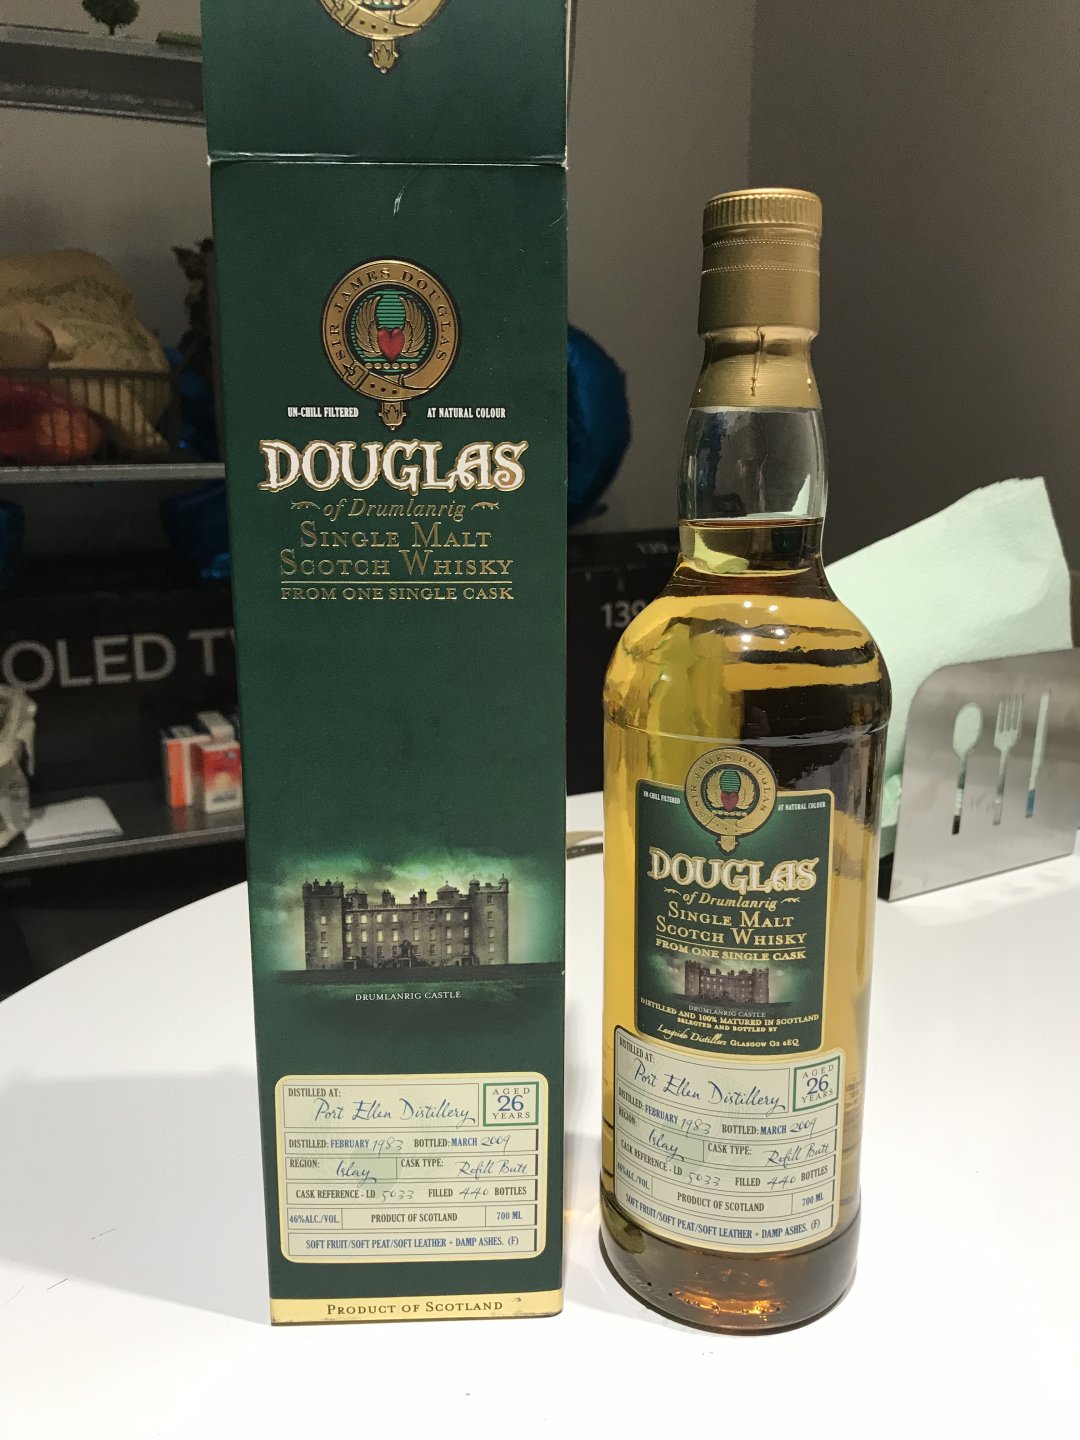 SIR JAMES DOUGLAS
UN-CHILL FILTERED
AT NATURAL COLOUR
DOUGLAS
of Drumlanrig
SINGLE MALT
SCOTCH WHISKY
FROM ONE SINGLE CASK
DRUMLANRIG CASTLE
DISTILLED AT:
Port Ellen Distillery
AGED
26
YEARS
DISTILLED: FEBRUARY 1983 BOTTLED: MARCH 2009
REGION: Islay CASK TYPE: Refill Butt
CASK REFERENCE - LD 5033 FILLED 440 BOTTLES
46%ALC./VOL. PRODUCT OF SCOTLAND 700 ML
SOFT FRUIT/SOFT PEAT/SOFT LEATHER + DAMP ASHES. (F)
PRODUCT OF SCOTLAND
OLED T
139
139
SIR JAMES DOUGLAS
UN-CHILL FILTERED
AT NATURAL COLOUR
DOUGLAS
of Drumlanrig
SINGLE MALT
SCOTCH WHISKY
FROM ONE SINGLE CASK
DRUMLANRIG CASTLE
DISTILLED AND 100% MATURED IN SCOTLAND
SELECTED AND BOTTLED BY
Langside Distillers GLASGOW G2 6EQ
DISTILLED AT:
Port Ellen Distillery
AGED
26
YEARS
DISTILLED: FEBRUARY 1983 BOTTLED: MARCH 2009
REGION: Islay CASK TYPE: Refill Butt
CASK REFERENCE - LD 5033 FILLED 440 BOTTLES
46%ALC./VOL. PRODUCT OF SCOTLAND 700 ML
SOFT FRUIT/SOFT PEAT/SOFT LEATHER + DAMP ASHES. (F)